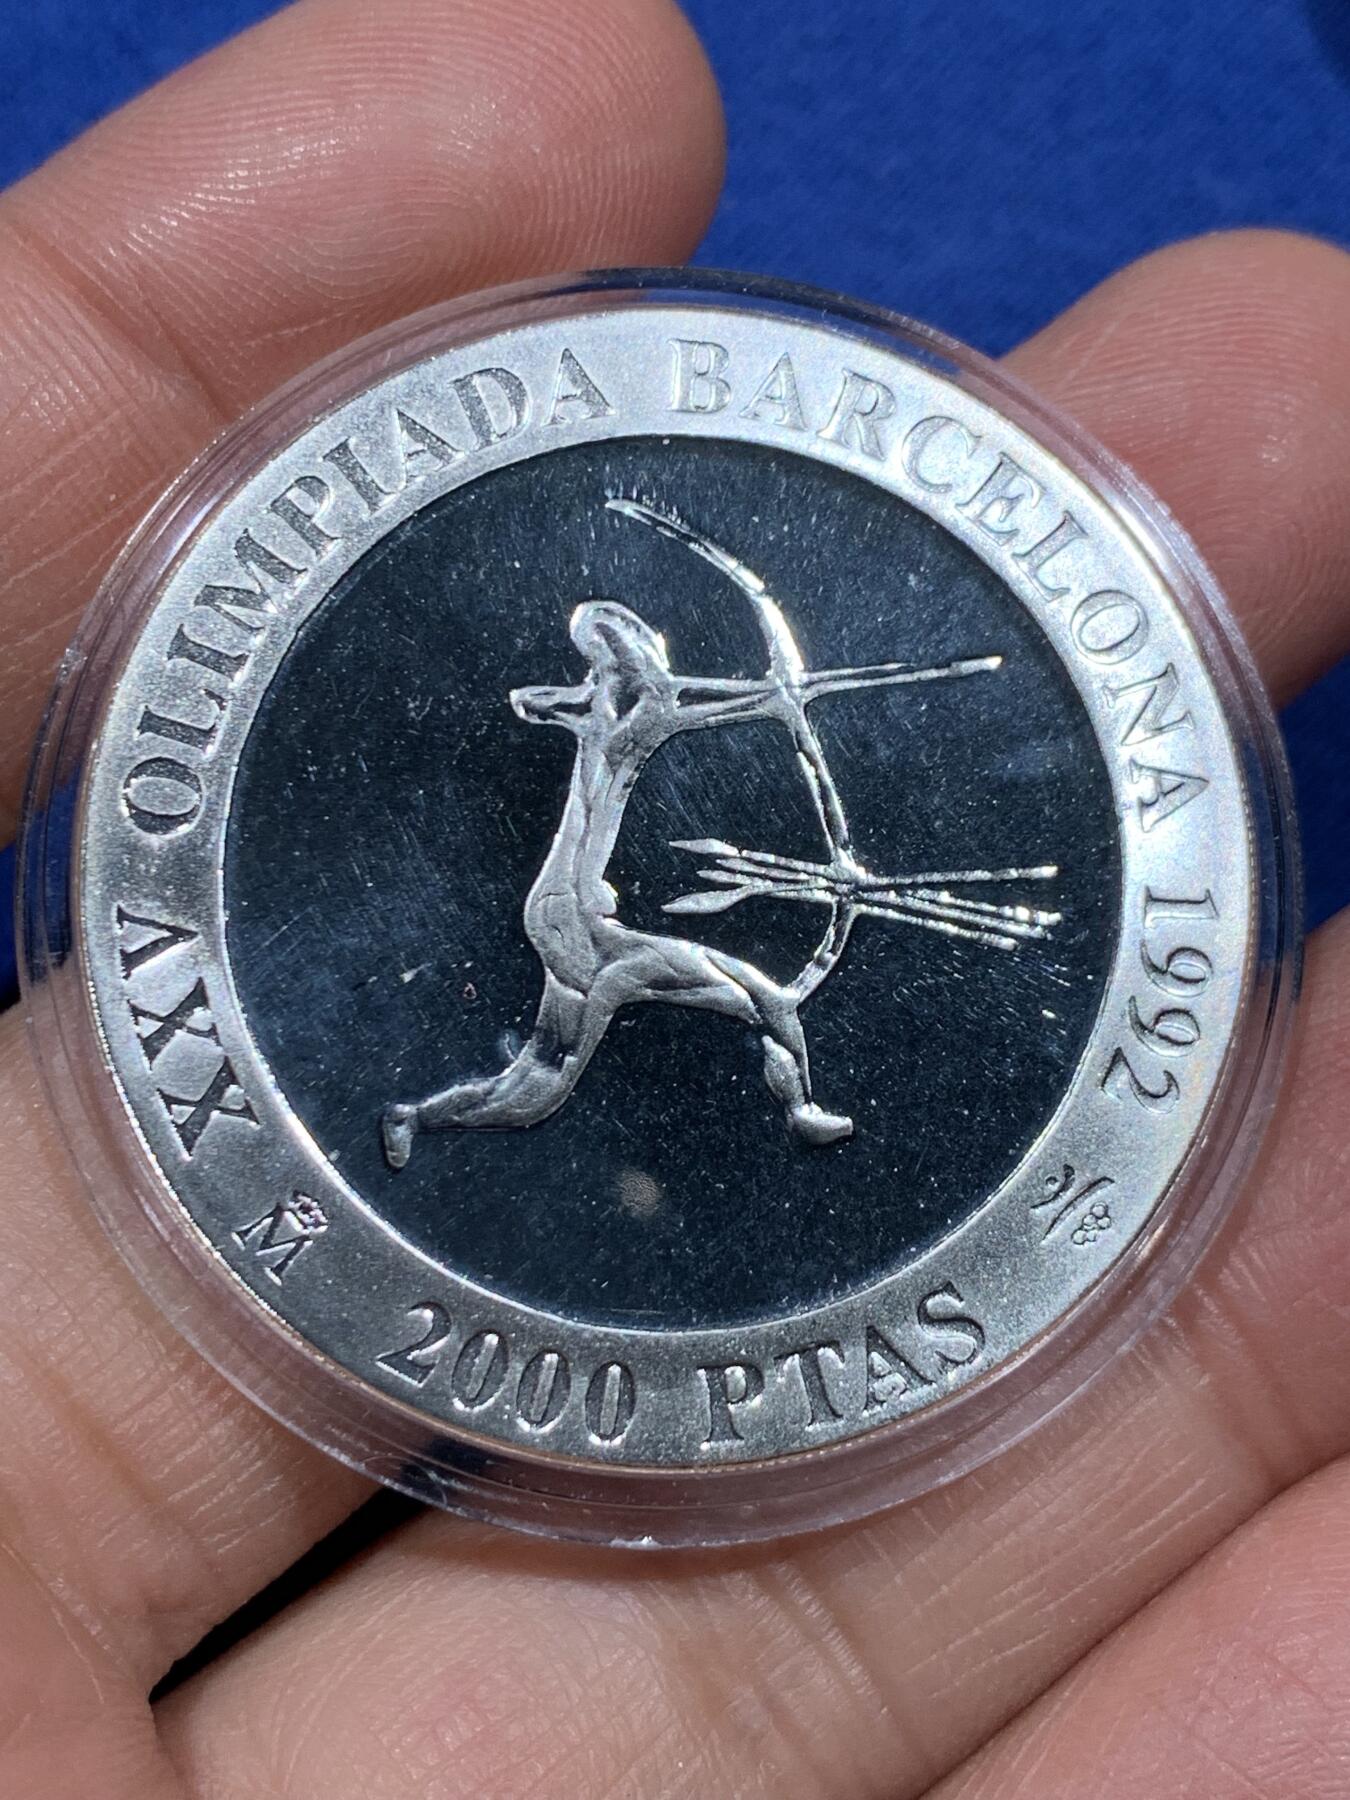 XXV OLIMPIADA BARCELONA 1992
M
2000 PTAS